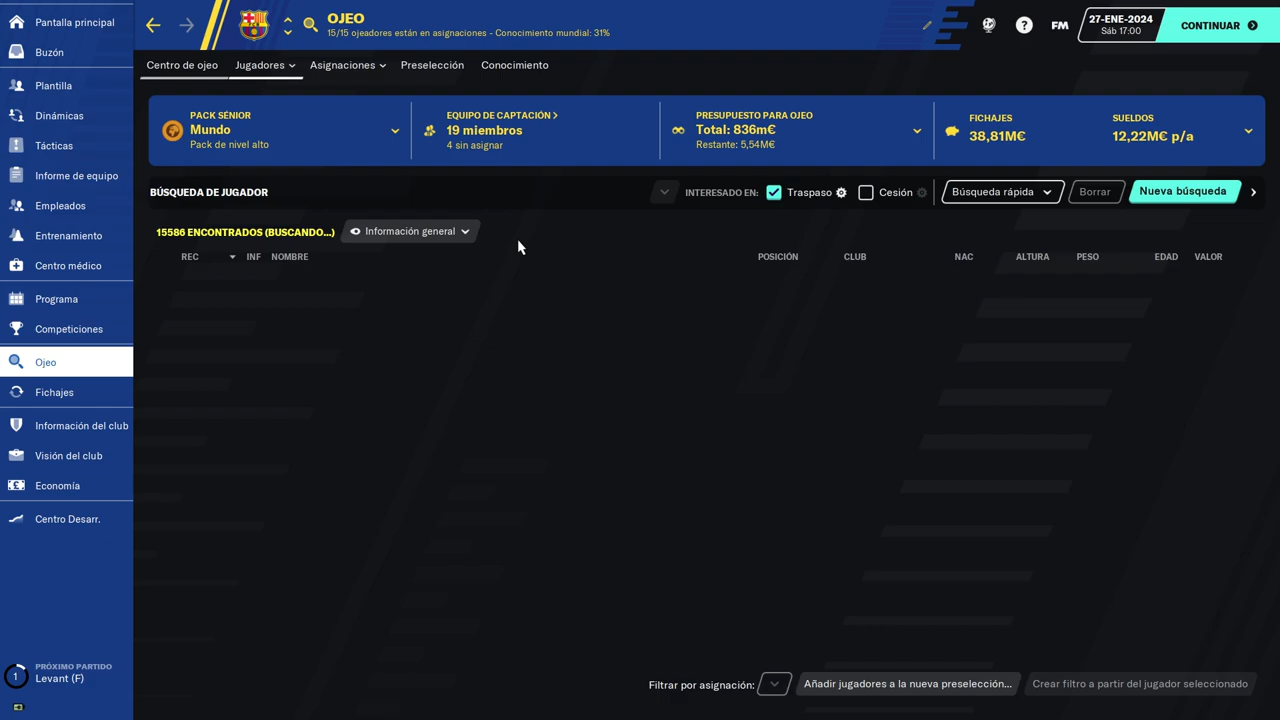 Pantalla principal
Buzón
Plantilla
Dinámicas
Tácticas
Informe de equipo
Empleados
Entrenamiento
Centro médico
Programa
Competiciones
Ojeo
Fichajes
Información del club
Visión del club
Economía
Centro Desarr.
1
PRÓXIMO PARTIDO
Levant (F)
OJEO
15/15 ojeadores están en asignaciones - Conocimiento mundial: 31%
FM
27-ENE-2024
Sáb 17:00
CONTINUAR
Centro de ojeo Jugadores Asignaciones Preselección Conocimiento
PACK SÉNIOR
Mundo
Pack de nivel alto
EQUIPO DE CAPTACIÓN >
19 miembros
4 sin asignar
PRESUPUESTO PARA OJEO
Total: 836m€
Restante: 5,54M€
FICHAJES
38,81M€
SUELDOS
12,22M€ p/a
BÚSQUEDA DE JUGADOR
INTERESADO EN: Traspaso Cesión
Búsqueda rápida Borrar Nueva búsqueda
15586 ENCONTRADOS (BUSCANDO...) Información general
REC INF NOMBRE POSICIÓN CLUB NAC ALTURA PESO EDAD VALOR
Filtrar por asignación: Añadir jugadores a la nueva preselección... Crear filtro a partir del jugador seleccionado